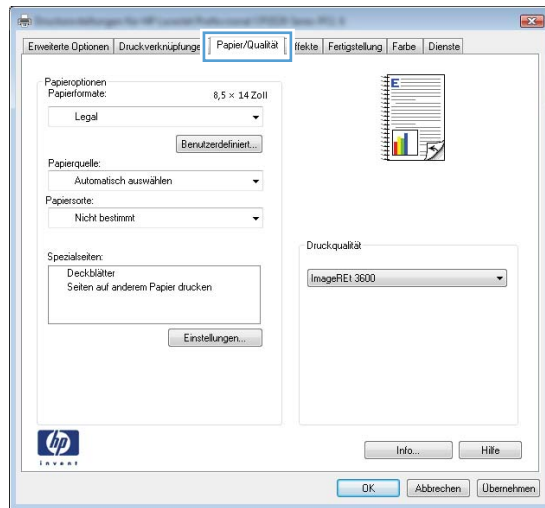 Erweiterte Optionen Druckverknüpfunge Papier/Qualität ffekte Fertigstellung Farbe Dienste
Papieroptionen
Papierformate: 8,5 × 14 Zoll
Legal
Benutzerdefiniert...
Papierquelle:
Automatisch auswählen
Papiersorte:
Nicht bestimmt
Spezialseiten:
Deckblätter
Seiten auf anderem Papier drucken
Einstellungen...
E
Druckqualität
ImageREt 3600
hp
invent
Info... Hilfe
OK Abbrechen Übernehmen